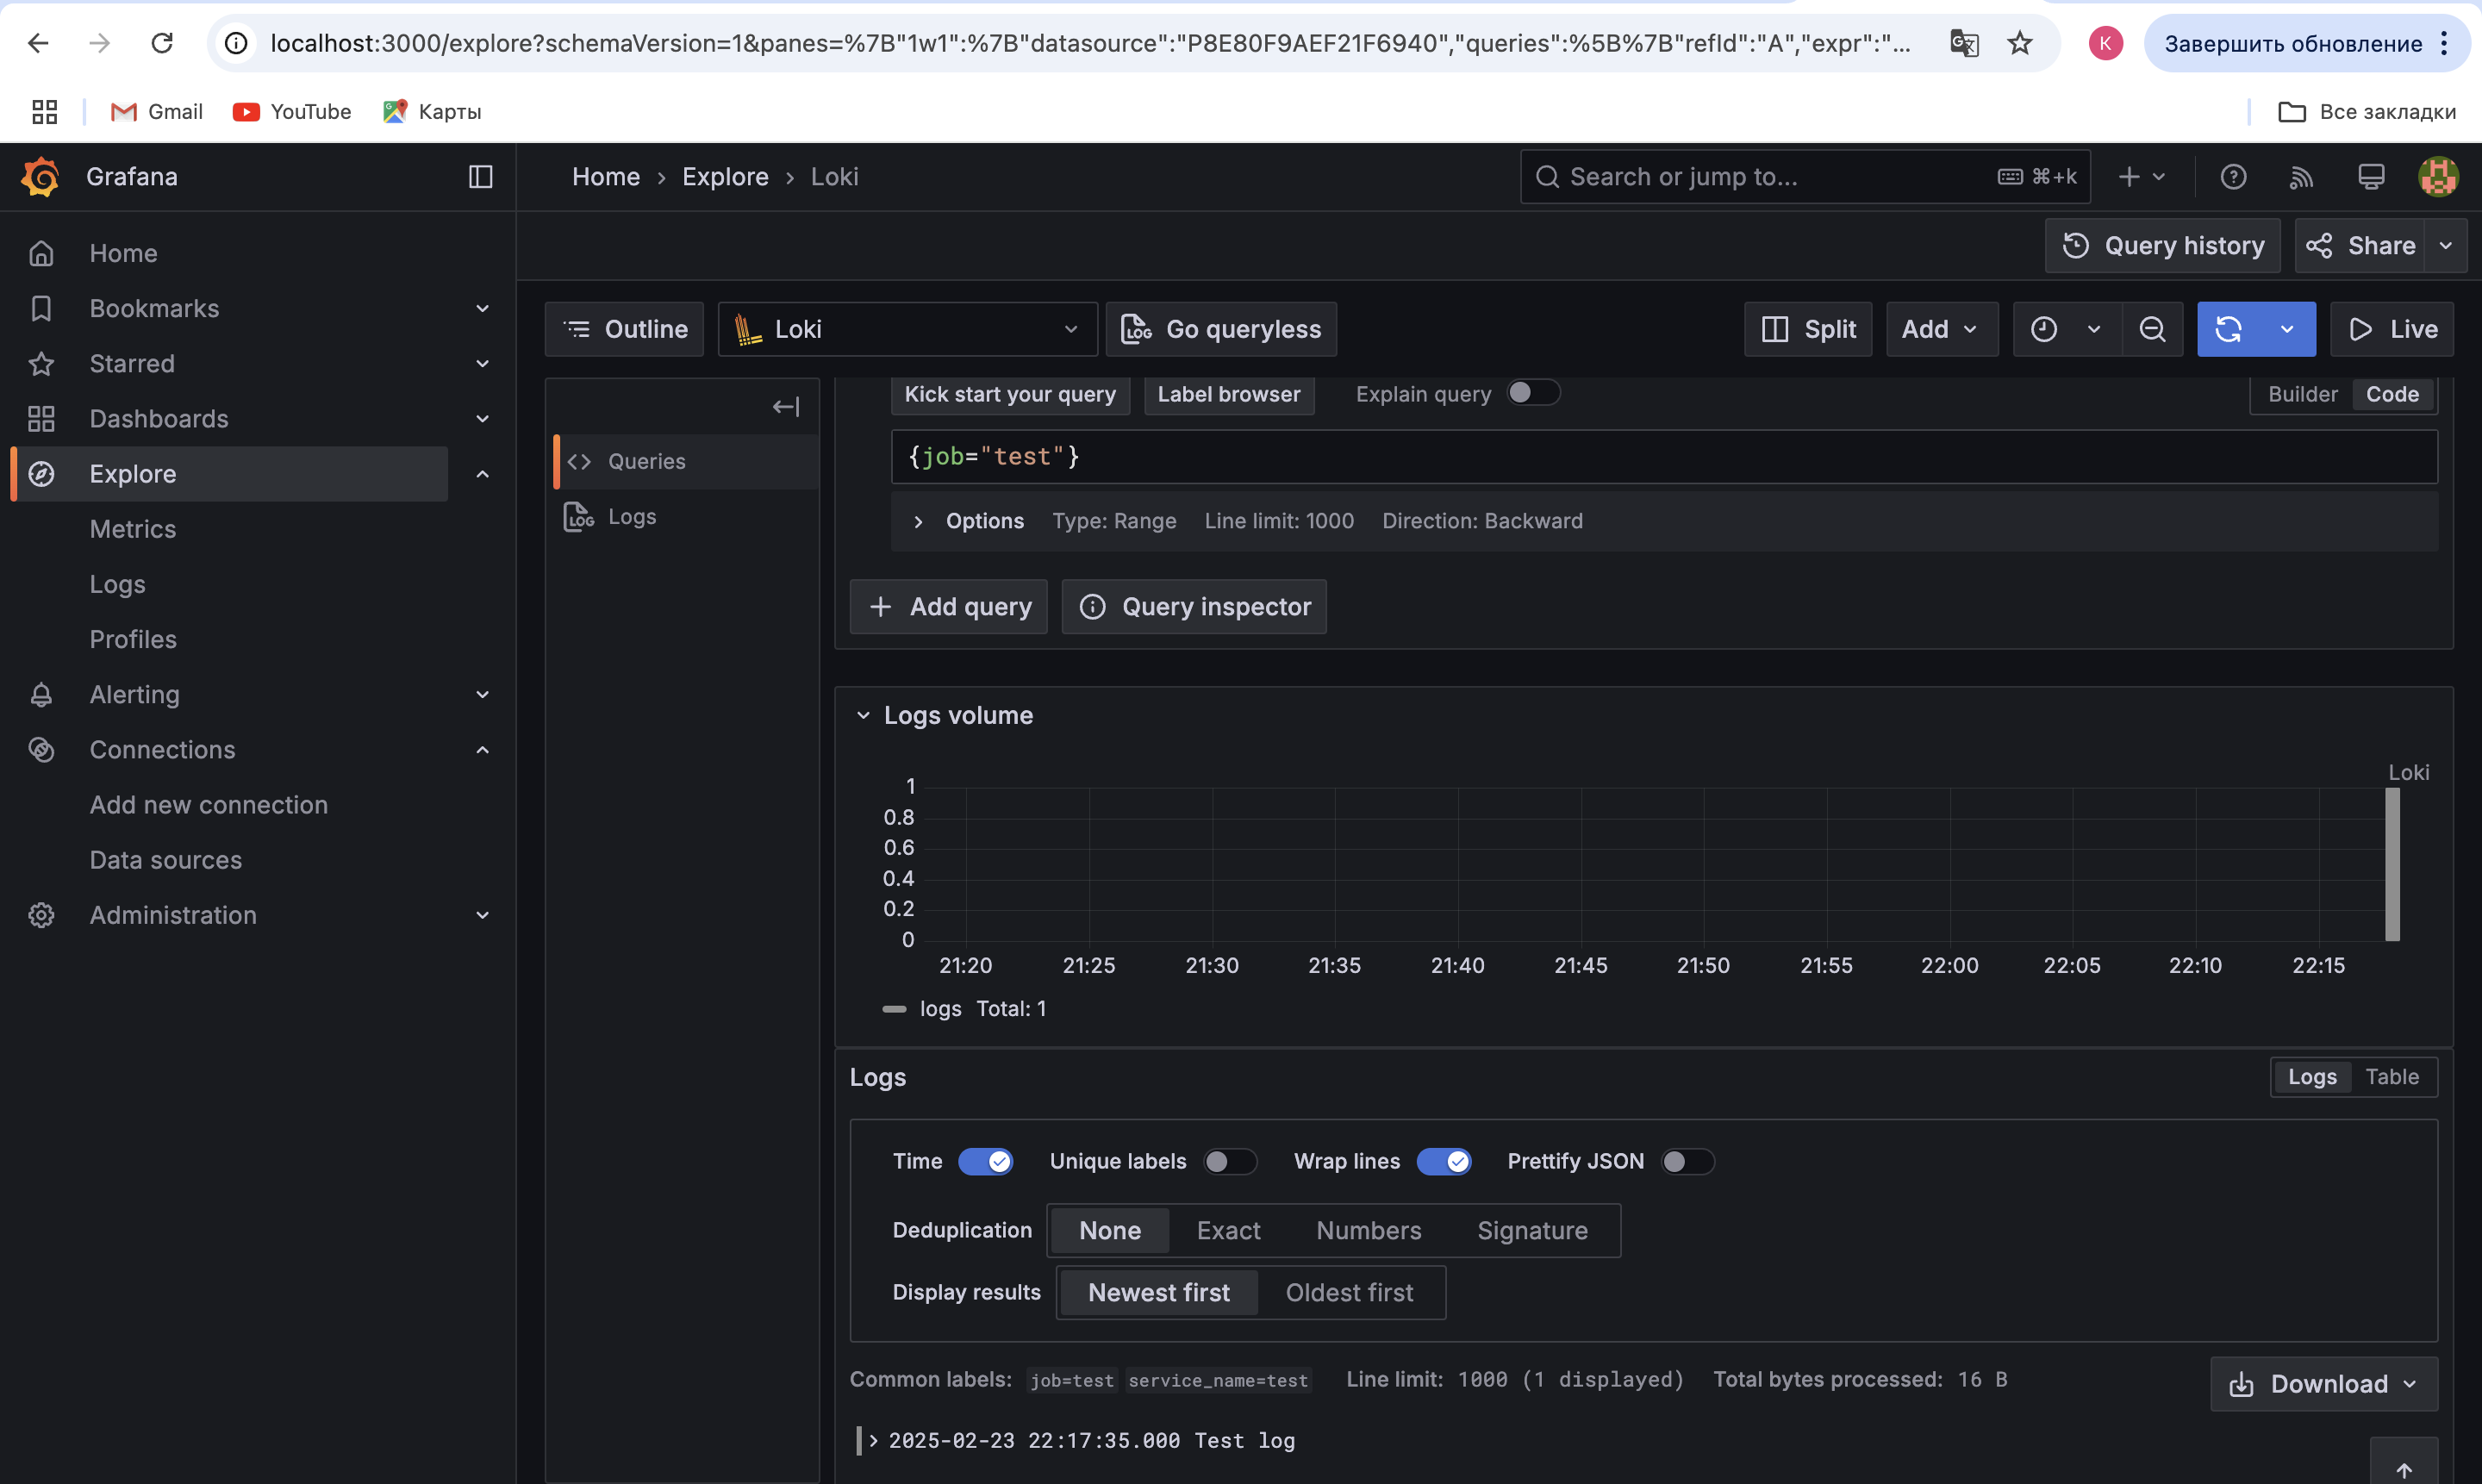 localhost:3000/explore?schemaVersion=1&panes=%7B"1w1":%7B"datasource":"P8E80F9AEF21F6940","queries":%5B%7B"refId":"A","expr":"...
K
Завершить обновление
Gmail
YouTube
Карты
Все закладки
Grafana
Home › Explore › Loki
Search or jump to...
⌘+k
Home
Bookmarks
Starred
Dashboards
Explore
Metrics
Logs
Profiles
Alerting
Connections
Add new connection
Data sources
Administration
Query history
Share
Outline
Loki
Go queryless
Split
Add
Live
Queries
Logs
Kick start your query
Label browser
Explain query
Builder
Code
{job="test"}
Options Type: Range Line limit: 1000 Direction: Backward
Add query
Query inspector
Logs volume
Loki
1
0.8
0.6
0.4
0.2
0
21:20 21:25 21:30 21:35 21:40 21:45 21:50 21:55 22:00 22:05 22:10 22:15
logs Total: 1
Logs
Logs
Table
Time
Unique labels
Wrap lines
Prettify JSON
Deduplication
None
Exact
Numbers
Signature
Display results
Newest first
Oldest first
Common labels: job=test service_name=test Line limit: 1000 (1 displayed) Total bytes processed: 16 B
Download
2025-02-23 22:17:35.000 Test log